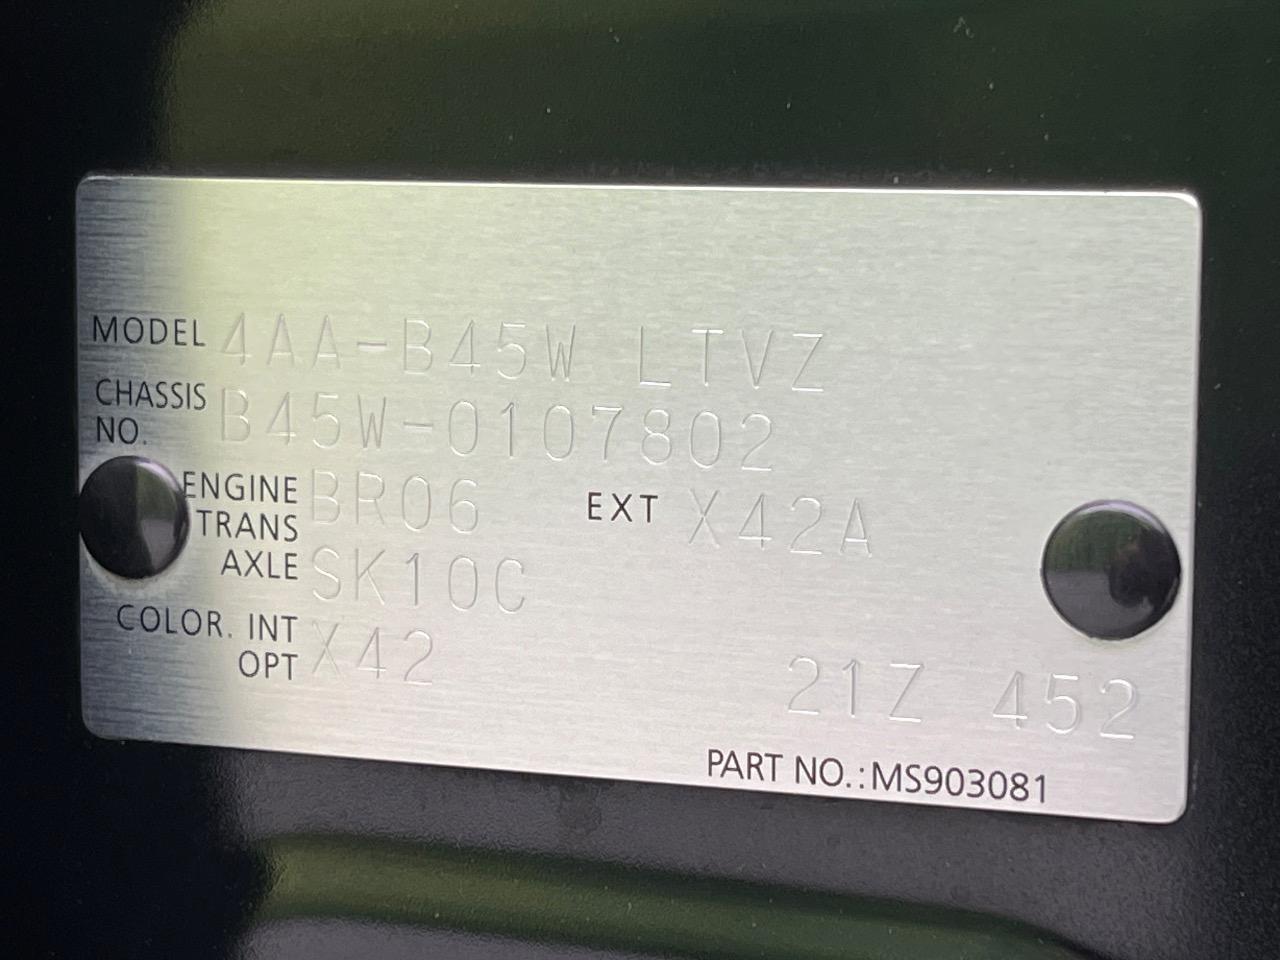 MODEL 4AA-B45W LTVZ
CHASSIS NO. B45W-0107802
ENGINE BR06 EXT X42A
TRANS AXLE SK10C
COLOR. INT OPT X42
21Z 452
PART NO.:MS903081